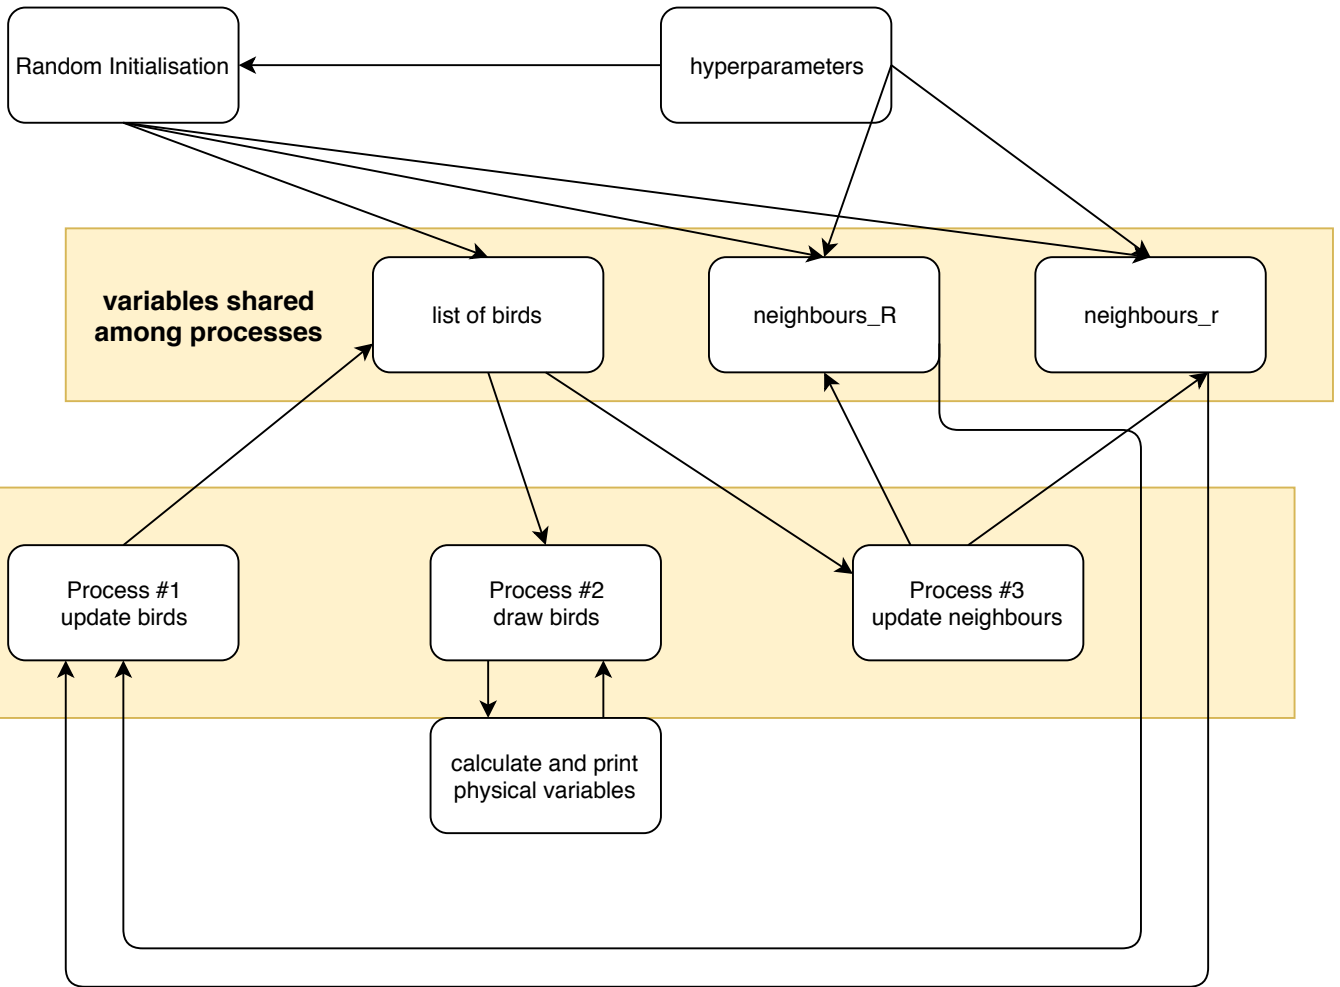 Random Initialisation
hyperparameters
variables shared
among processes
list of birds
neighbours_R
neighbours_r
Process #1
update birds
Process #2
draw birds
Process #3
update neighbours
calculate and print
physical variables